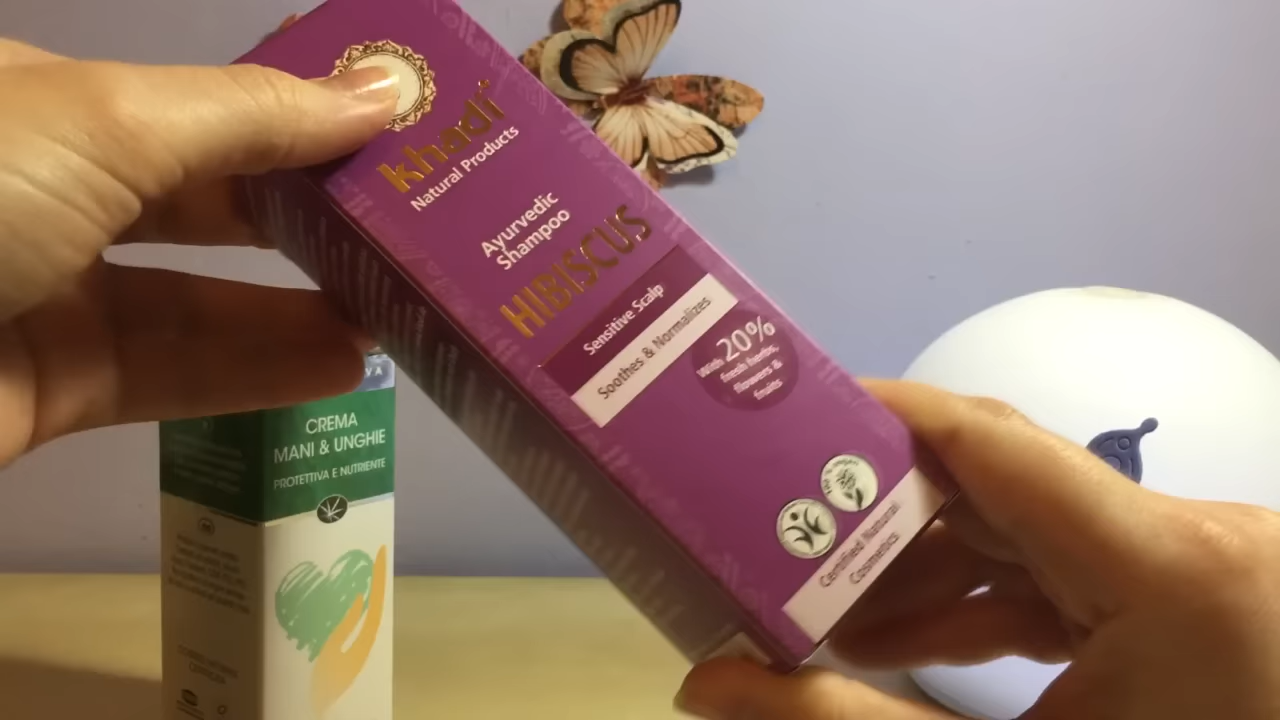 khadi
Natural Products
Ayurvedic
Shampoo
HIBISCUS
Sensitive Scalp
Soothes & Normalizes
With 20%
fresh herbs,
flowers &
fruits
Certified Natural
Cosmetics
CREMA
MANI & UNGHIE
PROTETTIVA E NUTRIENTE